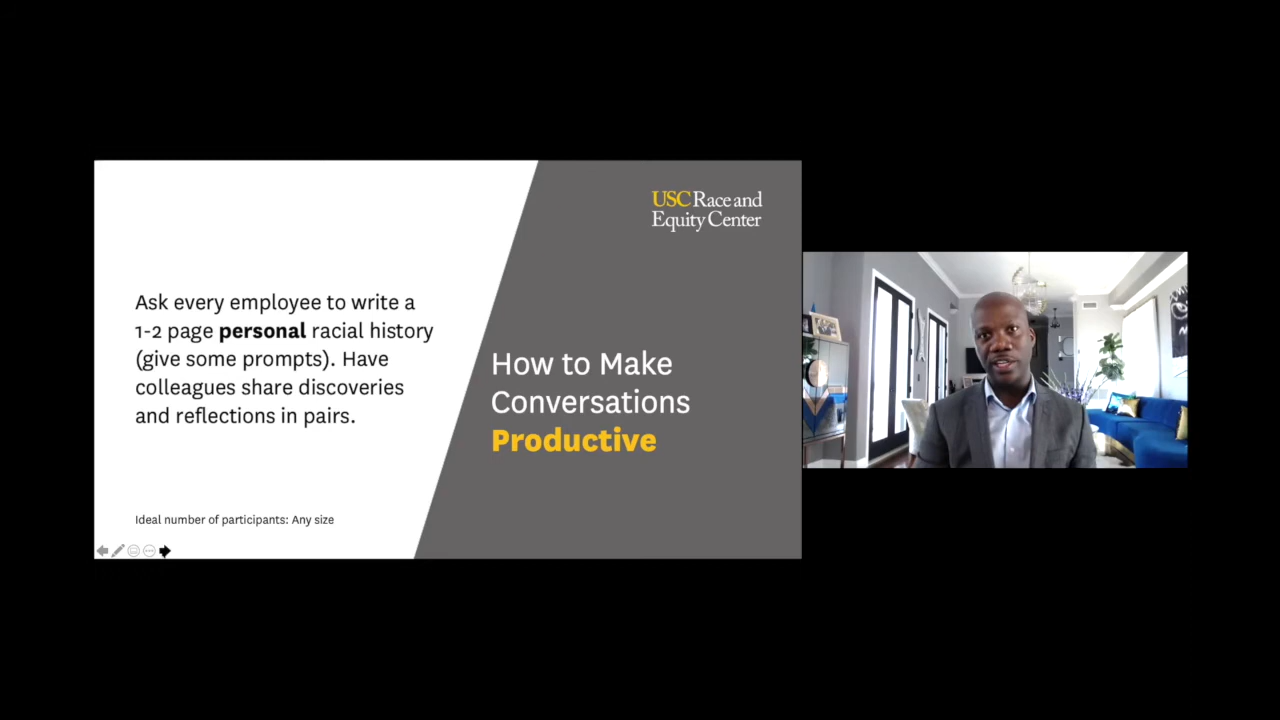 Ask every employee to write a
1-2 page personal racial history
(give some prompts). Have
colleagues share discoveries
and reflections in pairs.
Ideal number of participants: Any size
USC Race and
Equity Center
How to Make
Conversations
Productive